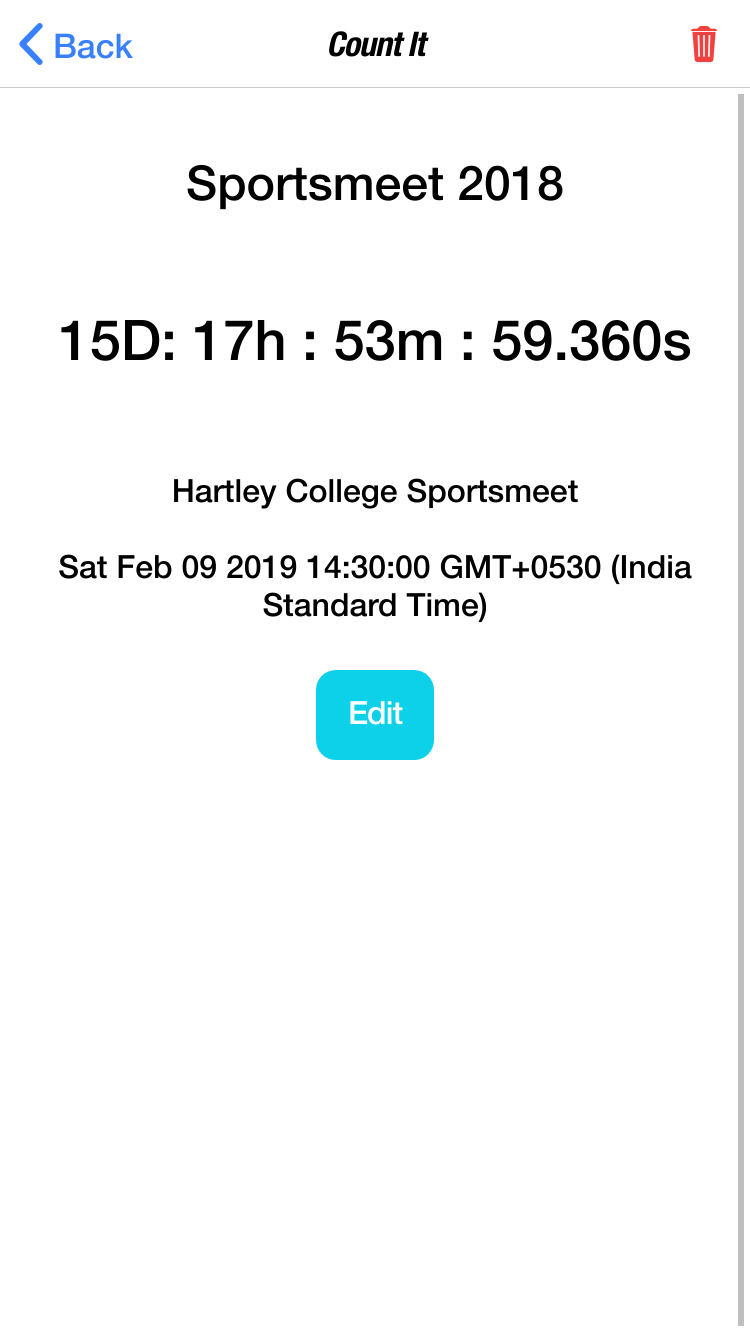 Back
Count It
Sportsmeet 2018
15D: 17h : 53m : 59.360s
Hartley College Sportsmeet
Sat Feb 09 2019 14:30:00 GMT+0530 (India
Standard Time)
Edit